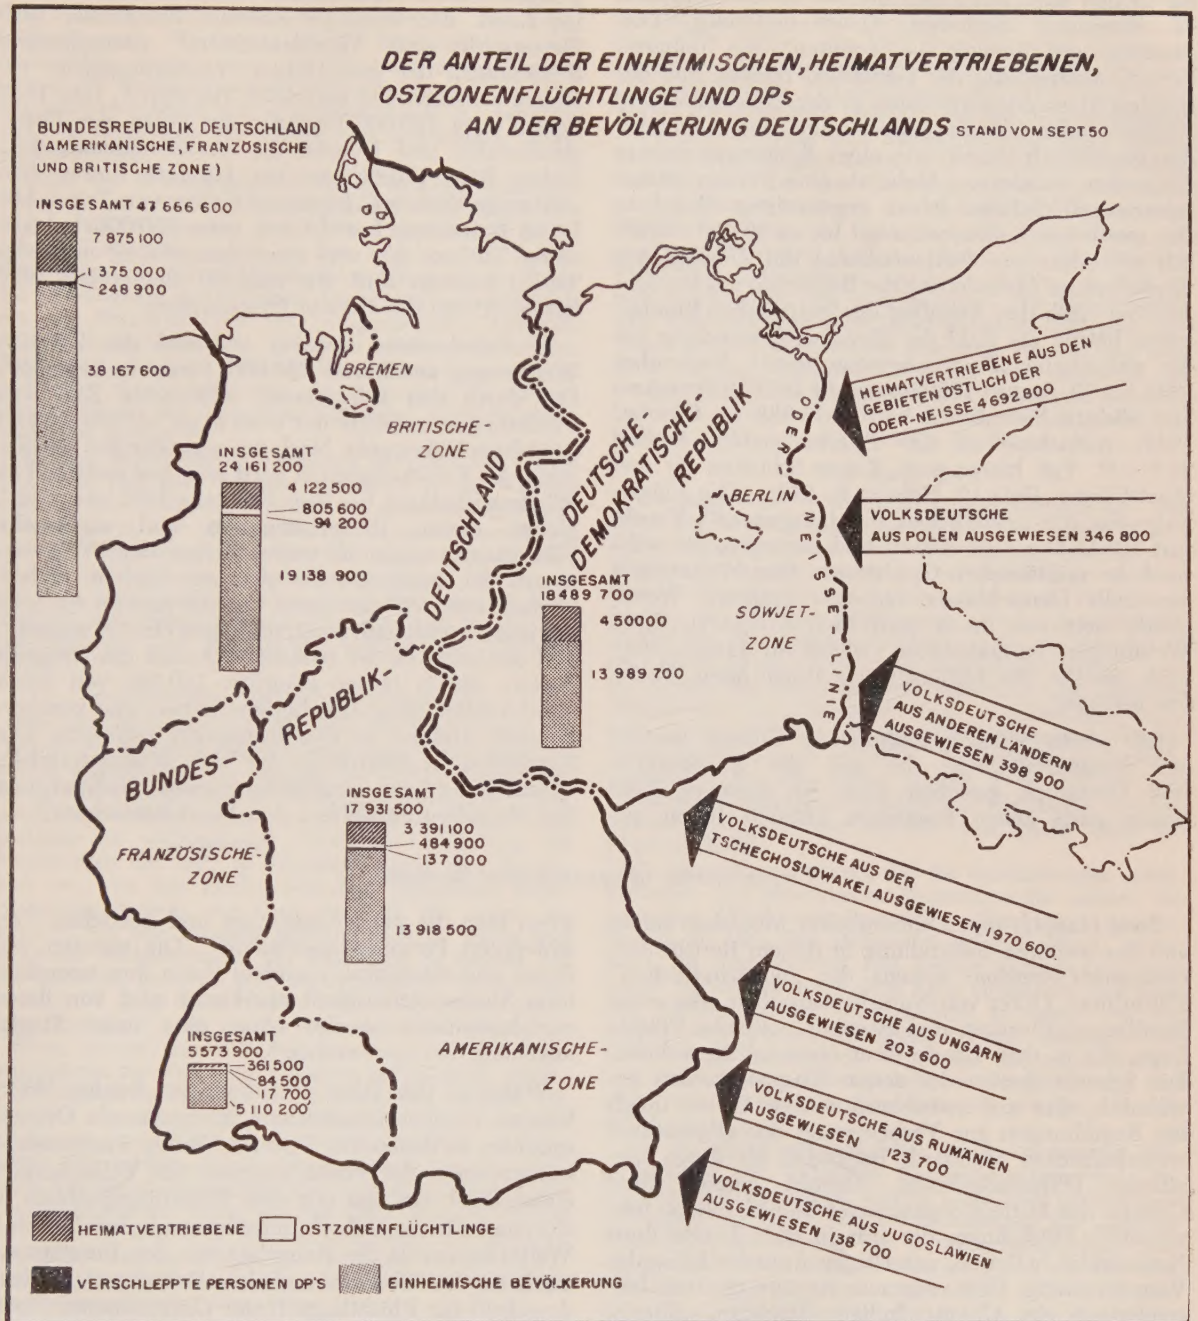 DER ANTEIL DER EINHEIMISCHEN, HEIMATVERTRIEBENEN,
OSTZONENFLÜCHTLINGE UND DPs
AN DER BEVÖLKERUNG DEUTSCHLANDS STAND VOM SEPT 50
BUNDESREPUBLIK DEUTSCHLAND
(AMERIKANISCHE, FRANZÖSISCHE
UND BRITISCHE ZONE)
INSGESAMT 47 666 600
7 875 100
1 375 000
248 900
38 167 600
BREMEN
BRITISCHE-
ZONE
INSGESAMT
24 161 200
4 122 500
805 600
94 200
19 138 900
DEUTSCHE-
DEMOKRATISCHE-
REPUBLIK
BERLIN
ODER-NEISSE-LINIE
SOWJET-
ZONE
INSGESAMT
18 489 700
4 50000
13 989 700
BUNDES-
REPUBLIK-
DEUTSCHLAND
FRANZÖSISCHE-
ZONE
INSGESAMT
17 931 500
3 391 100
484 900
137 000
13 918 500
INSGESAMT
5 573 900
361 500
84 500
17 700
5 110 200
AMERIKANISCHE-
ZONE
HEIMATVERTRIEBENE AUS DEN
GEBIETEN ÖSTLICH DER
ODER-NEISSE 4 692 800
VOLKSDEUTSCHE
AUS POLEN AUSGEWIESEN 346 800
VOLKSDEUTSCHE
AUS ANDEREN LÄNDERN
AUSGEWIESEN 398 900
VOLKSDEUTSCHE AUS DER
TSCHECHOSLOWAKEI AUSGEWIESEN 1 970 600
VOLKSDEUTSCHE AUS UNGARN
AUSGEWIESEN 203 600
VOLKSDEUTSCHE AUS RUMÄNIEN
AUSGEWIESEN 123 700
VOLKSDEUTSCHE AUS JUGOSLAWIEN
AUSGEWIESEN 138 700
HEIMATVERTRIEBENE OSTZONENFLÜCHTLINGE
VERSCHLEPPTE PERSONEN DP'S EINHEIMISCHE BEVÖLKERUNG